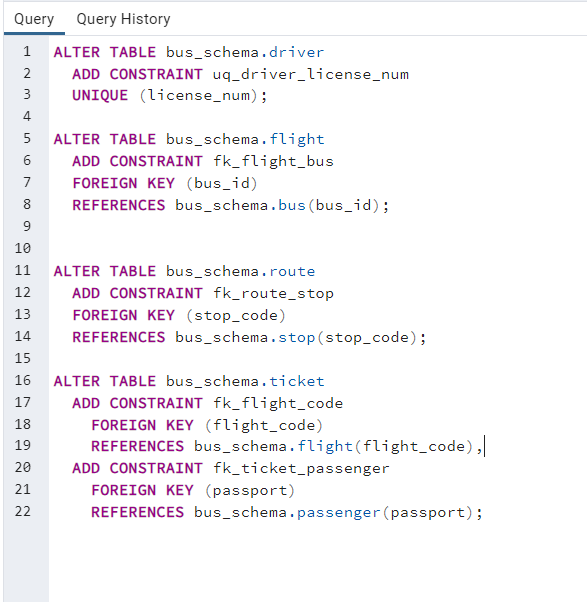 Query Query History
1 ALTER TABLE bus_schema.driver
2 ADD CONSTRAINT uq_driver_license_num
3 UNIQUE (license_num);
4
5 ALTER TABLE bus_schema.flight
6 ADD CONSTRAINT fk_flight_bus
7 FOREIGN KEY (bus_id)
8 REFERENCES bus_schema.bus(bus_id);
9
10
11 ALTER TABLE bus_schema.route
12 ADD CONSTRAINT fk_route_stop
13 FOREIGN KEY (stop_code)
14 REFERENCES bus_schema.stop(stop_code);
15
16 ALTER TABLE bus_schema.ticket
17 ADD CONSTRAINT fk_flight_code
18 FOREIGN KEY (flight_code)
19 REFERENCES bus_schema.flight(flight_code),
20 ADD CONSTRAINT fk_ticket_passenger
21 FOREIGN KEY (passport)
22 REFERENCES bus_schema.passenger(passport);